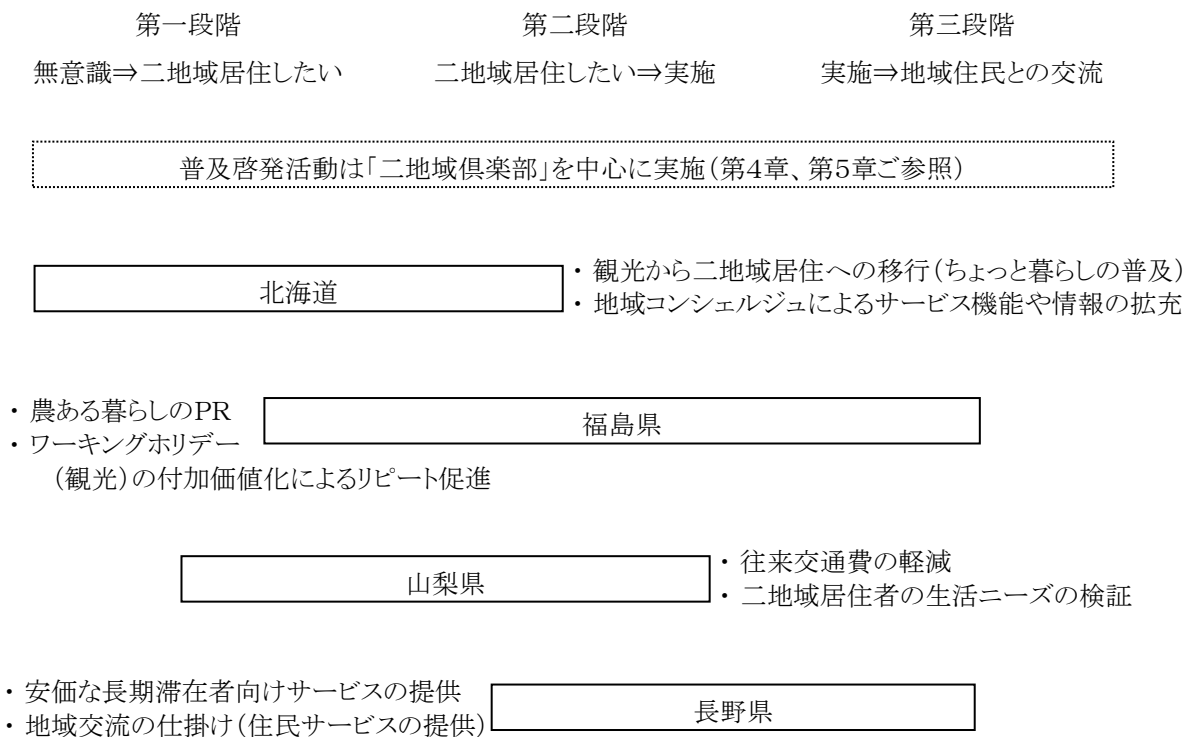 第一段階 第二段階 第三段階
無意識⇒二地域居住したい 二地域居住したい⇒実施 実施⇒地域住民との交流
普及啓発活動は「二地域倶楽部」を中心に実施(第4章、第5章ご参照)
北海道
・ 観光から二地域居住への移行(ちょっと暮らしの普及)
・ 地域コンシェルジュによるサービス機能や情報の拡充
・ 農ある暮らしのPR
・ ワーキングホリデー
(観光)の付加価値化によるリピート促進
福島県
山梨県
・ 往来交通費の軽減
・ 二地域居住者の生活ニーズの検証
・ 安価な長期滞在者向けサービスの提供
・ 地域交流の仕掛け(住民サービスの提供)
長野県